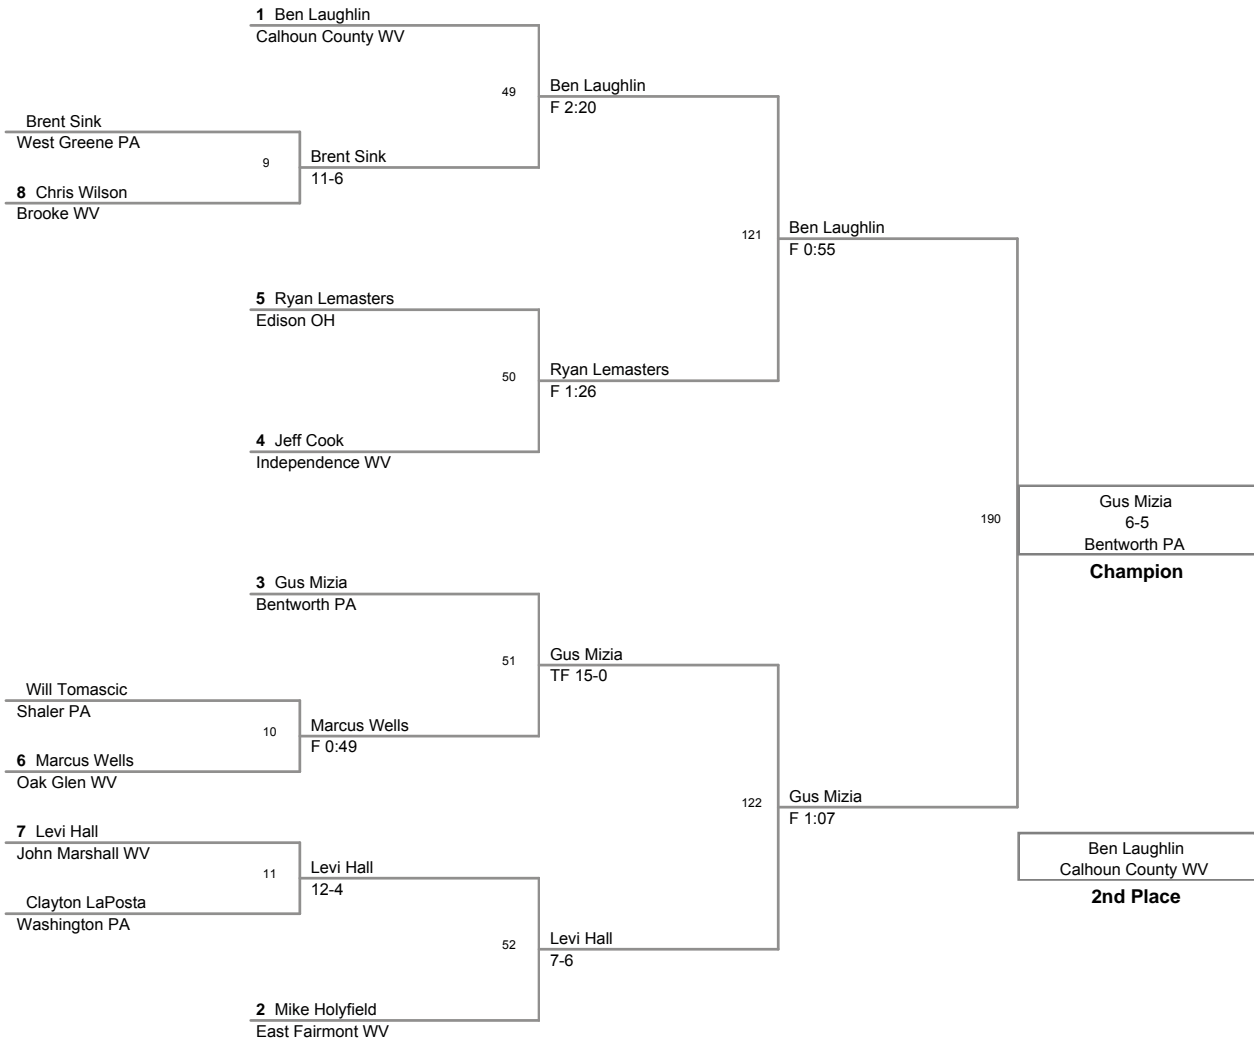 1 Ben Laughlin
Calhoun County WV
49
Ben Laughlin
F 2:20
Brent Sink
West Greene PA
9
Brent Sink
11-6
8 Chris Wilson
Brooke WV
121
Ben Laughlin
F 0:55
5 Ryan Lemasters
Edison OH
50
Ryan Lemasters
F 1:26
4 Jeff Cook
Independence WV
190
Gus Mizia
6-5
Bentworth PA
Champion
3 Gus Mizia
Bentworth PA
51
Gus Mizia
TF 15-0
Will Tomascic
Shaler PA
10
Marcus Wells
F 0:49
6 Marcus Wells
Oak Glen WV
122
Gus Mizia
F 1:07
7 Levi Hall
John Marshall WV
11
Levi Hall
12-4
Clayton LaPosta
Washington PA
52
Levi Hall
7-6
2 Mike Holyfield
East Fairmont WV
Ben Laughlin
Calhoun County WV
2nd Place